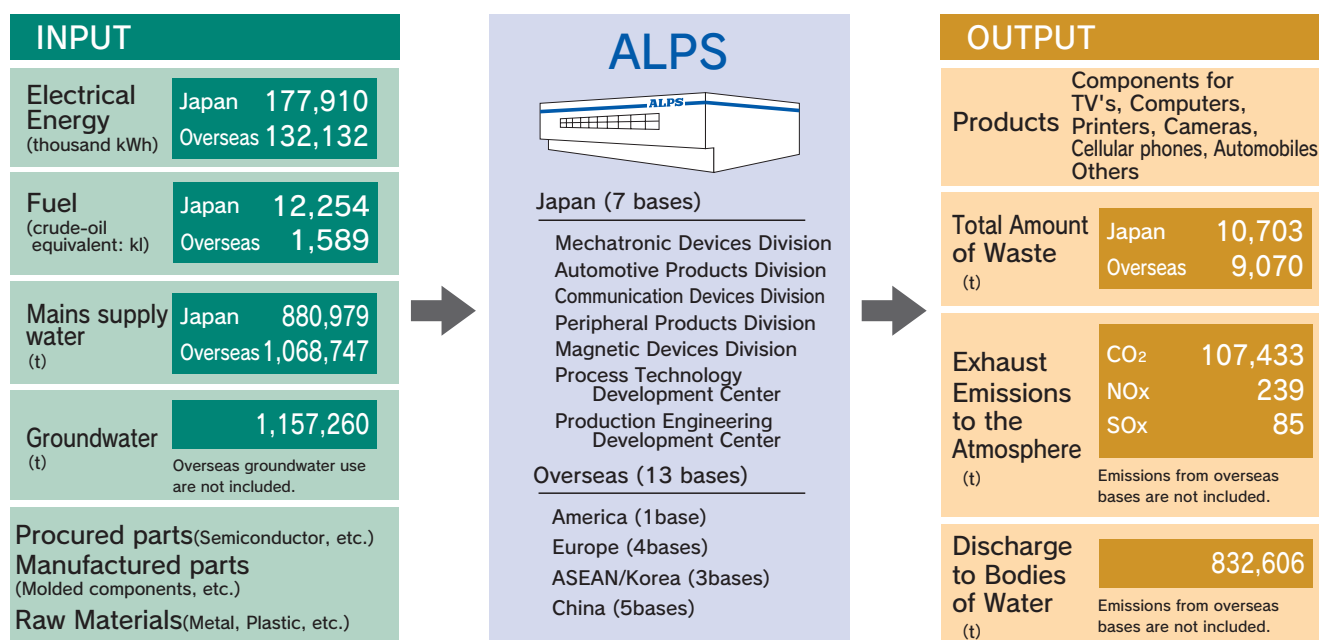 INPUT
Electrical
Energy
(thousand kWh)
Japan 177,910
Overseas 132,132
Fuel
(crude-oil
equivalent: kl)
Japan 12,254
Overseas 1,589
Mains supply
water
(t)
Japan 880,979
Overseas 1,068,747
Groundwater
(t)
1,157,260
Overseas groundwater use
are not included.
Procured parts(Semiconductor, etc.)
Manufactured parts
(Molded components, etc.)
Raw Materials(Metal, Plastic, etc.)
ALPS
ALPS
Japan (7 bases)
Mechatronic Devices Division
Automotive Products Division
Communication Devices Division
Peripheral Products Division
Magnetic Devices Division
Process Technology
Development Center
Production Engineering
Development Center
Overseas (13 bases)
America (1base)
Europe (4bases)
ASEAN/Korea (3bases)
China (5bases)
OUTPUT
Products
Components for
TV's, Computers,
Printers, Cameras,
Cellular phones, Automobiles
Others
Total Amount
of Waste
(t)
Japan 10,703
Overseas 9,070
Exhaust
Emissions
to the
Atmosphere
(t)
CO2 107,433
NOx 239
SOx 85
Emissions from overseas
bases are not included.
Discharge
to Bodies
of Water
(t)
832,606
Emissions from overseas
bases are not included.